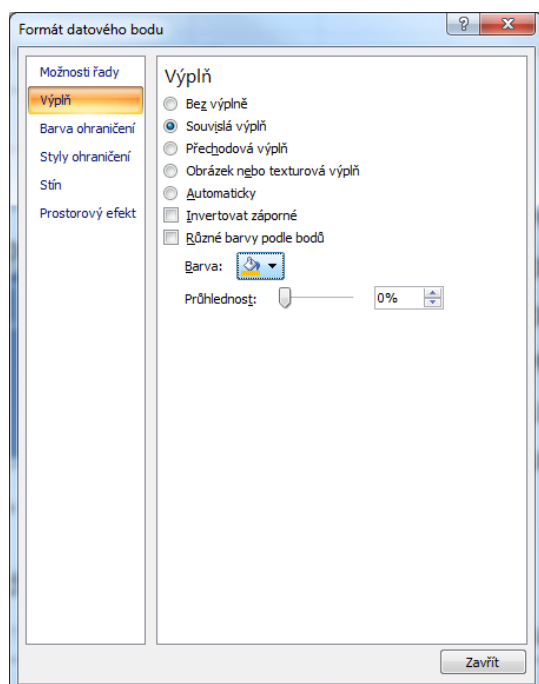 Formát datového bodu
Možnosti řady
Výplň
Barva ohraničení
Styly ohraničení
Stín
Prostorový efekt
Výplň
Bez výplně
Souvislá výplň
Přechodová výplň
Obrázek nebo texturová výplň
Automaticky
Invertovat záporné
Různé barvy podle bodů
Barva:
Průhlednost: 0%
Zavřít